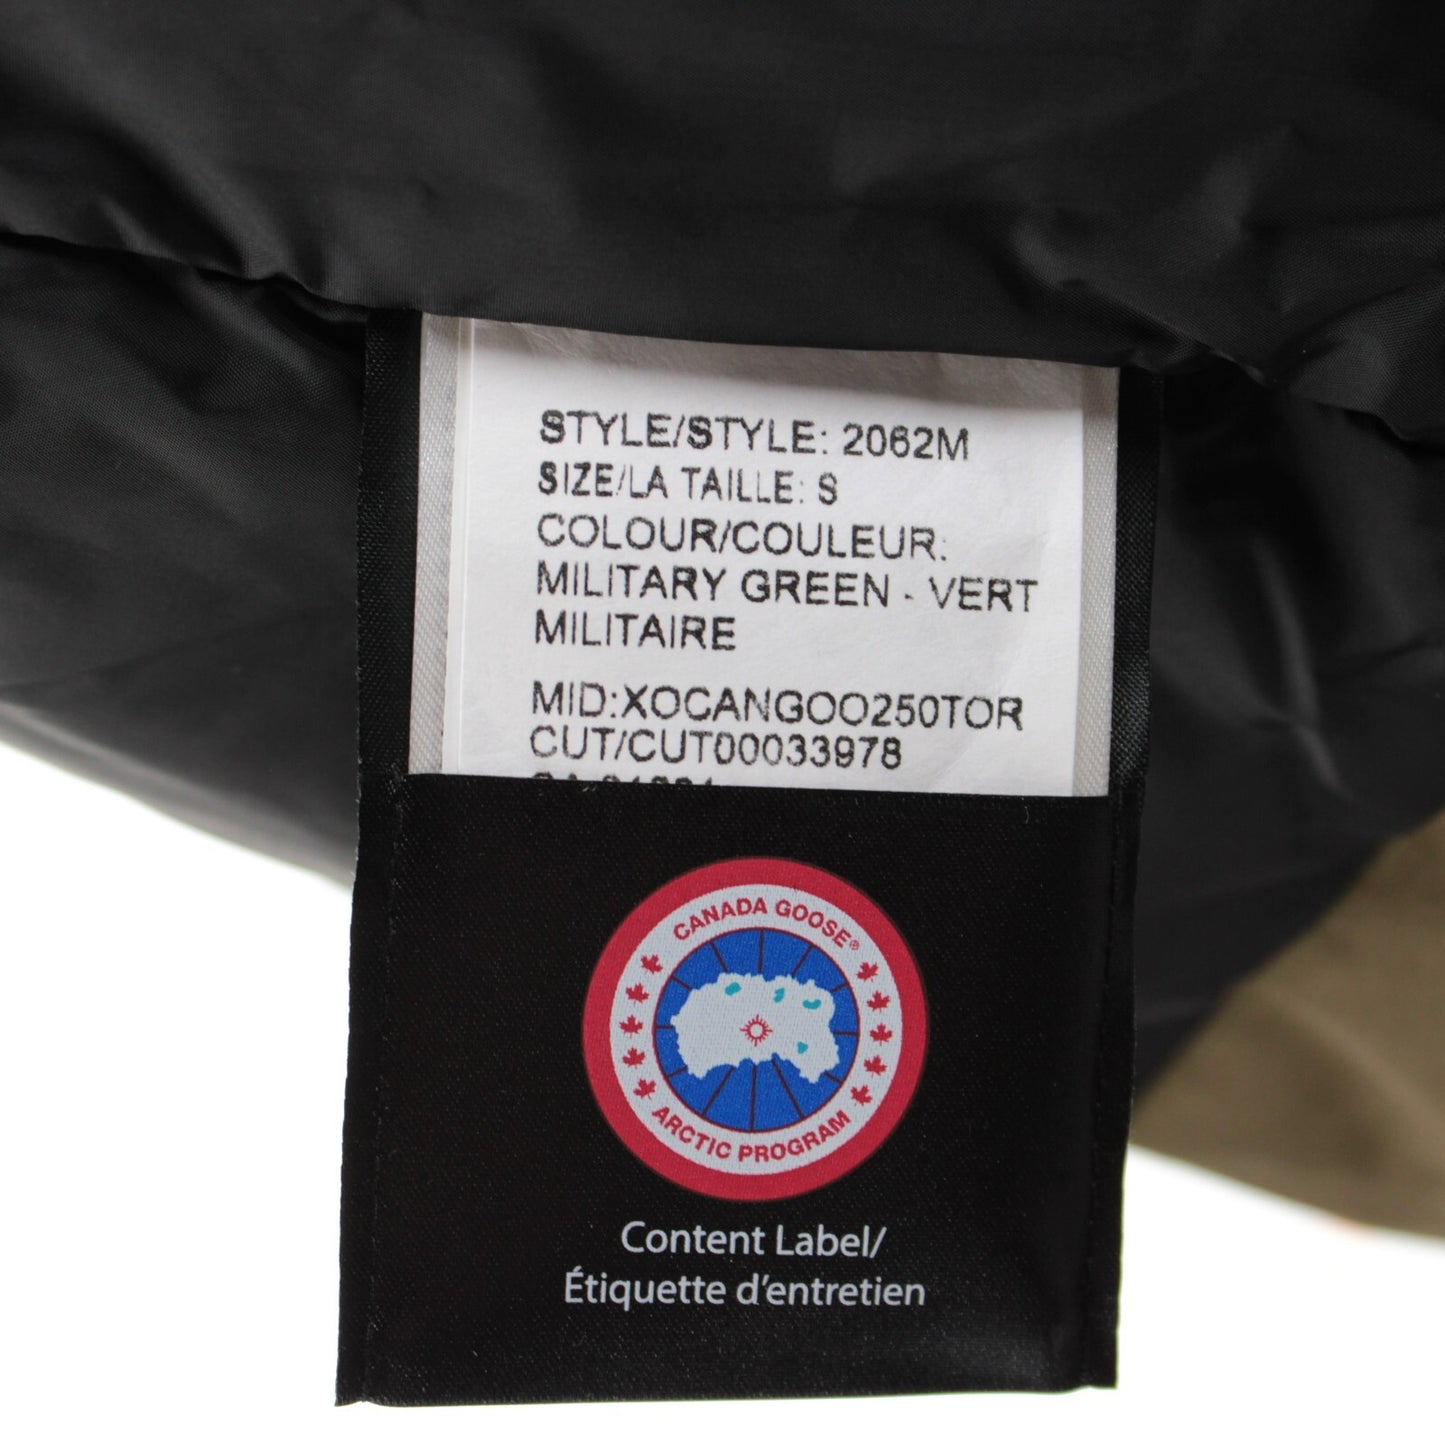 STYLE/STYLE: 2062M
SIZE/LA TAILLE: S
COLOUR/COULEUR:
MILITARY GREEN - VERT
MILITAIRE
MID:XOCANGOO250TOR
CUT/CUT00033978
CANADA GOOSE®
ARCTIC PROGRAM
Content Label/
Étiquette d'entretien